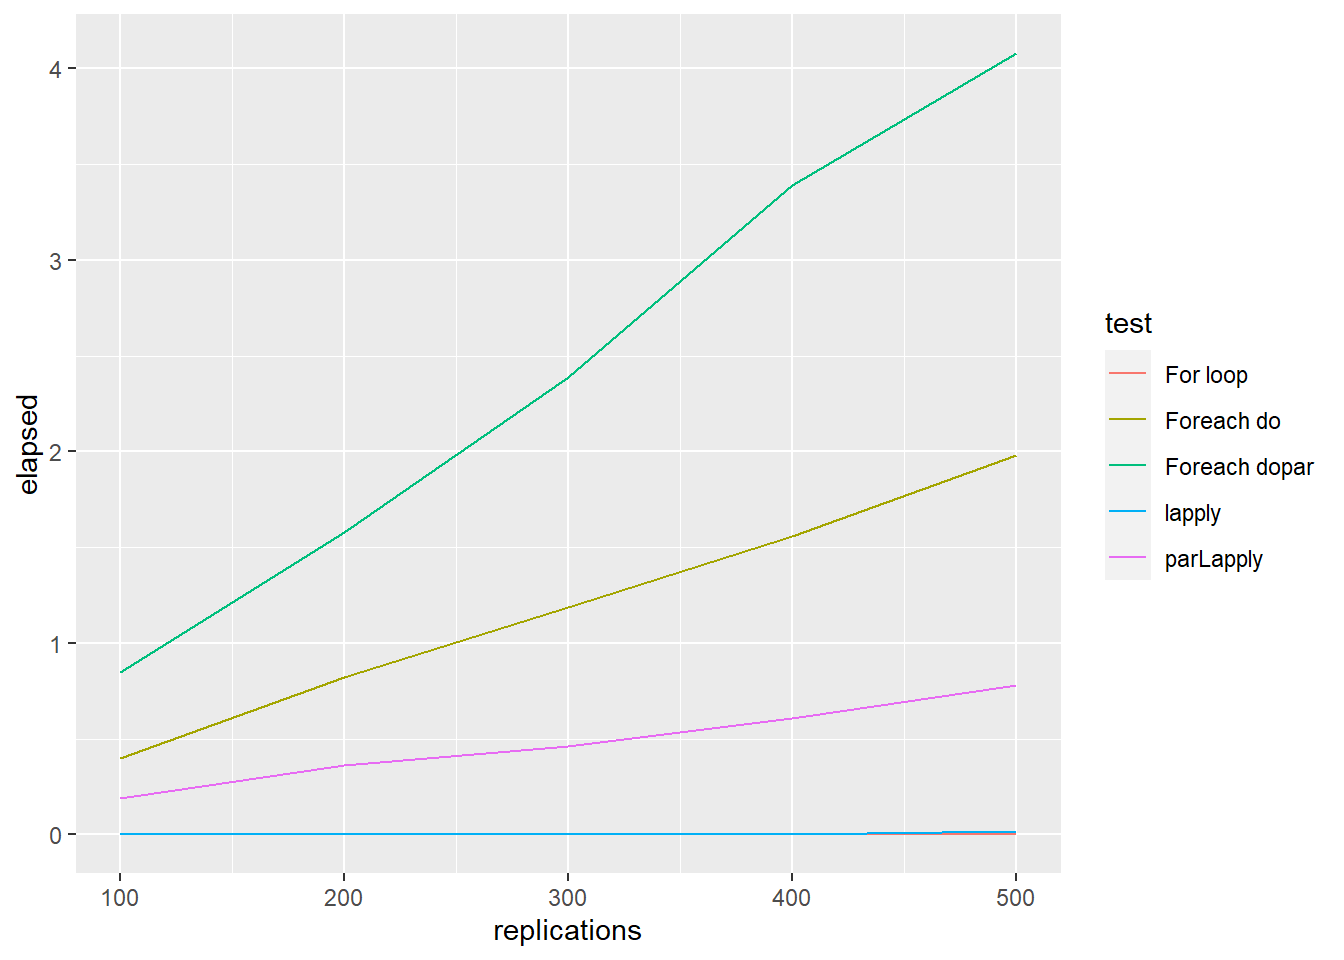 elapsed
4
3
2
1
0
100 200 300 400 500
replications
test
For loop
Foreach do
Foreach dopar
lapply
parLapply